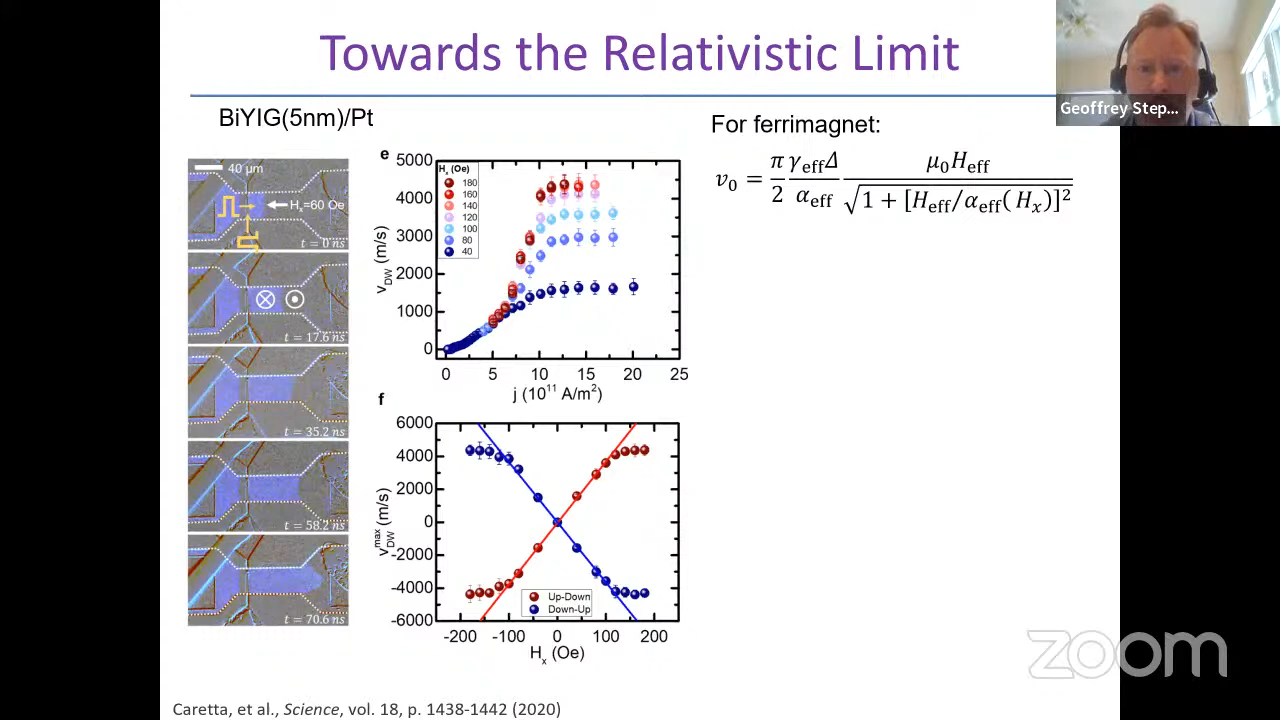 Towards the Relativistic Limit
Geoffrey Step...
BiYIG(5nm)/Pt
For ferrimagnet:
v₀ = π/2 γ_eff Δ/α_eff μ₀H_eff/√(1 + [H_eff/α_eff(H_x)]²)
40 μm
H_x=60 Oe
t = 0 ns
t = 17.6 ns
t = 35.2 ns
t = 58.2 ns
t = 70.6 ns
e
5000
4000
3000
2000
1000
0
v_DW (m/s)
H_x (Oe)
180
160
140
120
100
80
40
0 5 10 15 20 25
j (10¹¹ A/m²)
f
6000
4000
2000
0
-2000
-4000
-6000
v_DW^max (m/s)
Up-Down
Down-Up
-200 -100 0 100 200
H_x (Oe)
zoom
Caretta, et al., Science, vol. 18, p. 1438-1442 (2020)